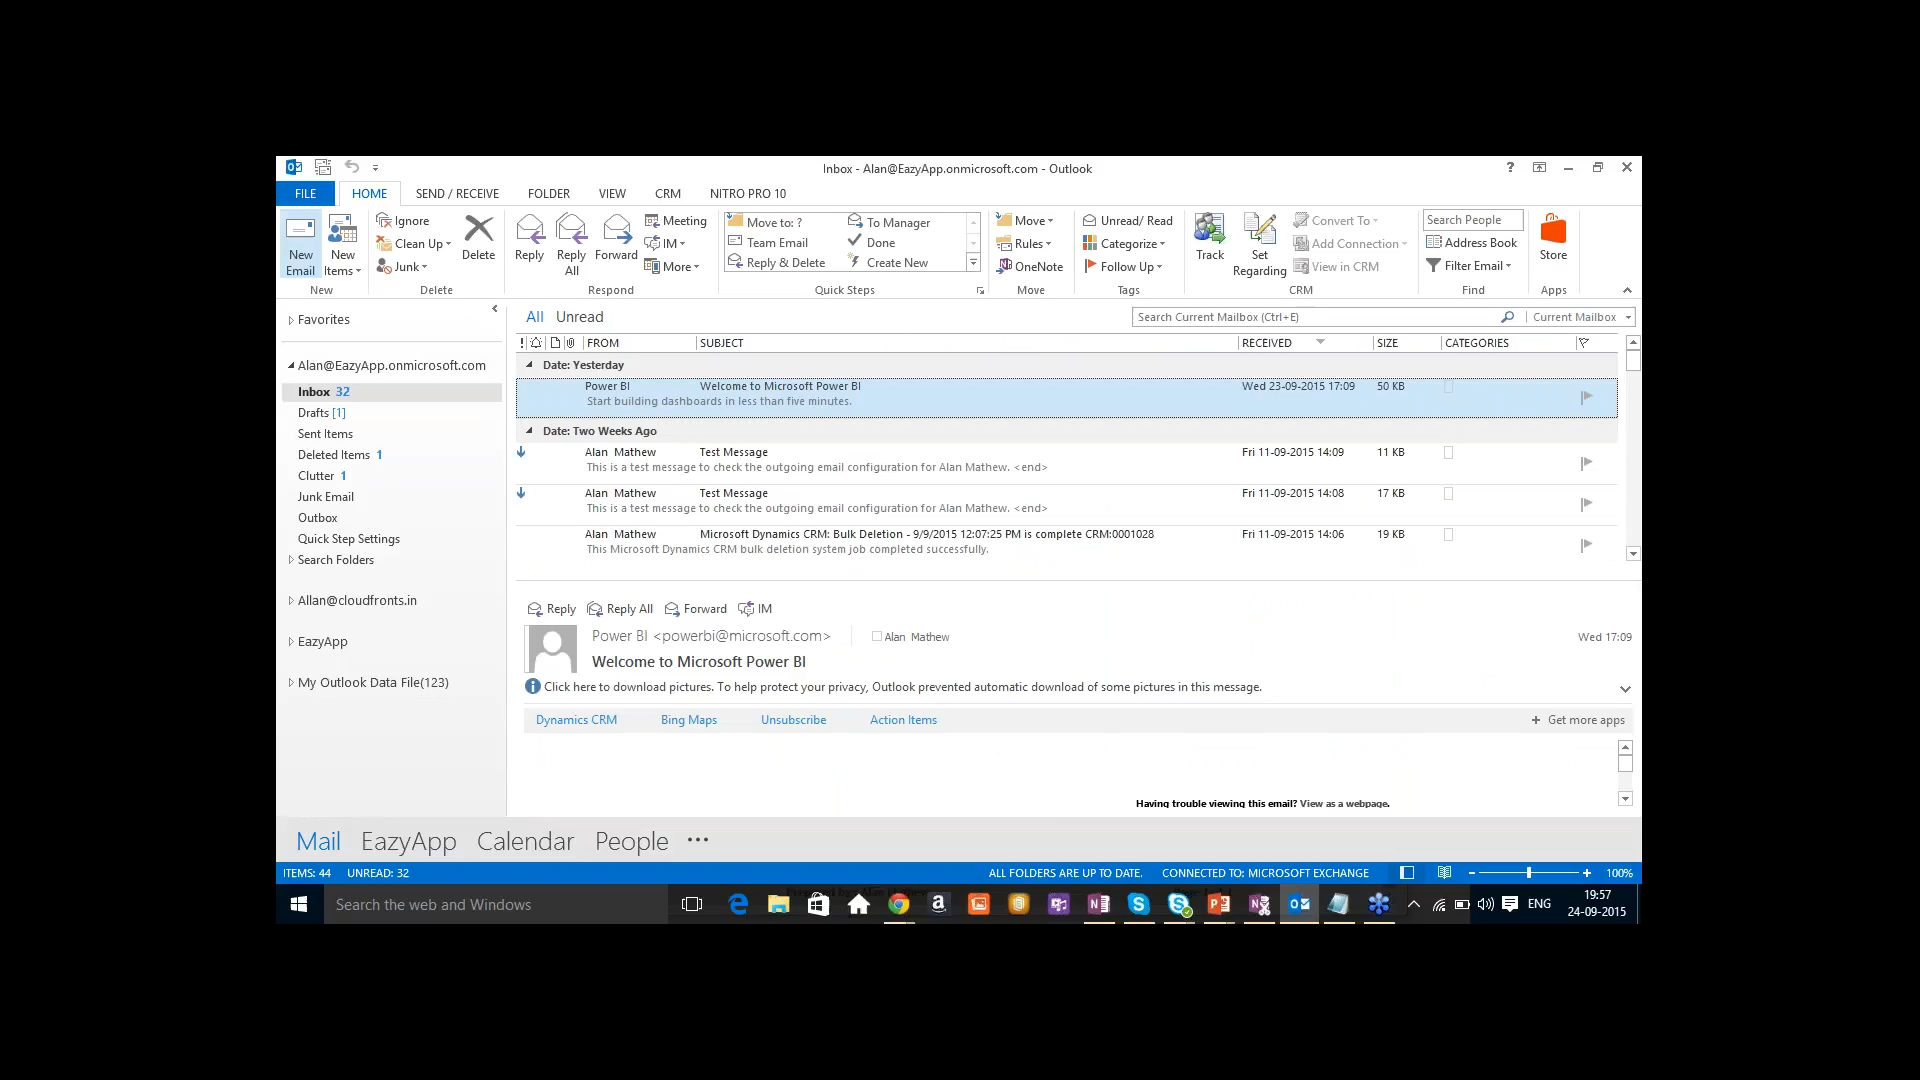 Inbox - Alan@EazyApp.onmicrosoft.com - Outlook
FILE HOME SEND / RECEIVE FOLDER VIEW CRM NITRO PRO 10
New Email
New Items
New
Ignore
Clean Up
Junk
Delete
Delete
Reply
Reply All
Forward
Meeting
IM
More
Respond
Move to: ?
Team Email
Reply & Delete
To Manager
Done
Create New
Quick Steps
Move
Rules
OneNote
Move
Unread/ Read
Categorize
Follow Up
Tags
Track
Set Regarding
Convert To
Add Connection
View in CRM
CRM
Search People
Address Book
Filter Email
Find
Store
Apps
Favorites
Alan@EazyApp.onmicrosoft.com
Inbox 32
Drafts [1]
Sent Items
Deleted Items 1
Clutter 1
Junk Email
Outbox
Quick Step Settings
Search Folders
Allan@cloudfronts.in
EazyApp
My Outlook Data File(123)
All Unread
Search Current Mailbox (Ctrl+E) Current Mailbox
! FROM SUBJECT RECEIVED SIZE CATEGORIES
Date: Yesterday
Power BI Welcome to Microsoft Power BI Wed 23-09-2015 17:09 50 KB
Start building dashboards in less than five minutes.
Date: Two Weeks Ago
Alan Mathew Test Message Fri 11-09-2015 14:09 11 KB
This is a test message to check the outgoing email configuration for Alan Mathew. <end>
Alan Mathew Test Message Fri 11-09-2015 14:08 17 KB
This is a test message to check the outgoing email configuration for Alan Mathew. <end>
Alan Mathew Microsoft Dynamics CRM: Bulk Deletion - 9/9/2015 12:07:25 PM is complete CRM:0001028 Fri 11-09-2015 14:06 19 KB
This Microsoft Dynamics CRM bulk deletion system job completed successfully.
Reply Reply All Forward IM
Power BI <powerbi@microsoft.com> Alan Mathew Wed 17:09
Welcome to Microsoft Power BI
Click here to download pictures. To help protect your privacy, Outlook prevented automatic download of some pictures in this message.
Dynamics CRM Bing Maps Unsubscribe Action Items + Get more apps
Having trouble viewing this email? View as a webpage.
Mail EazyApp Calendar People ...
ITEMS: 44 UNREAD: 32 ALL FOLDERS ARE UP TO DATE. CONNECTED TO: MICROSOFT EXCHANGE 100%
Search the web and Windows ENG 19:57
24-09-2015